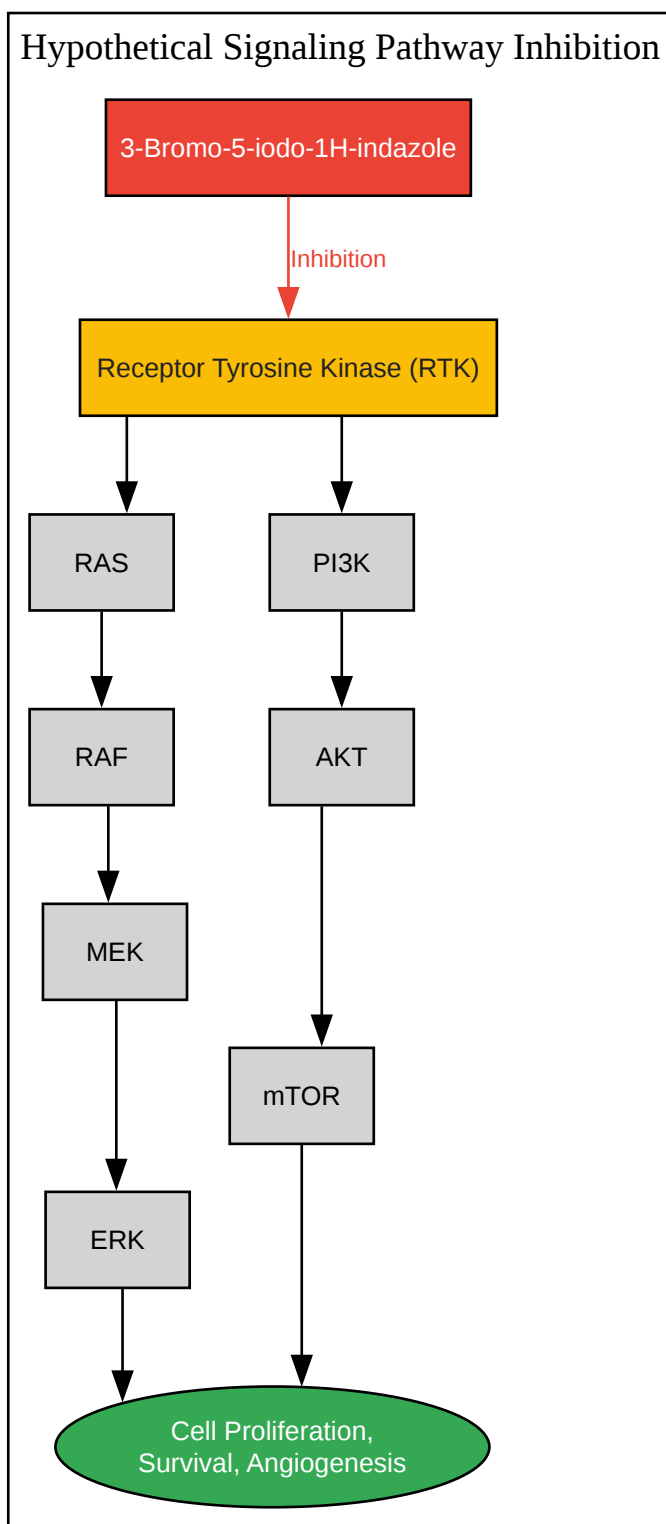 Hypothetical Signaling Pathway Inhibition
3-Bromo-5-iodo-1H-indazole
Inhibition
Receptor Tyrosine Kinase (RTK)
RAS
PI3K
RAF
AKT
MEK
mTOR
ERK
Cell Proliferation,
Survival, Angiogenesis